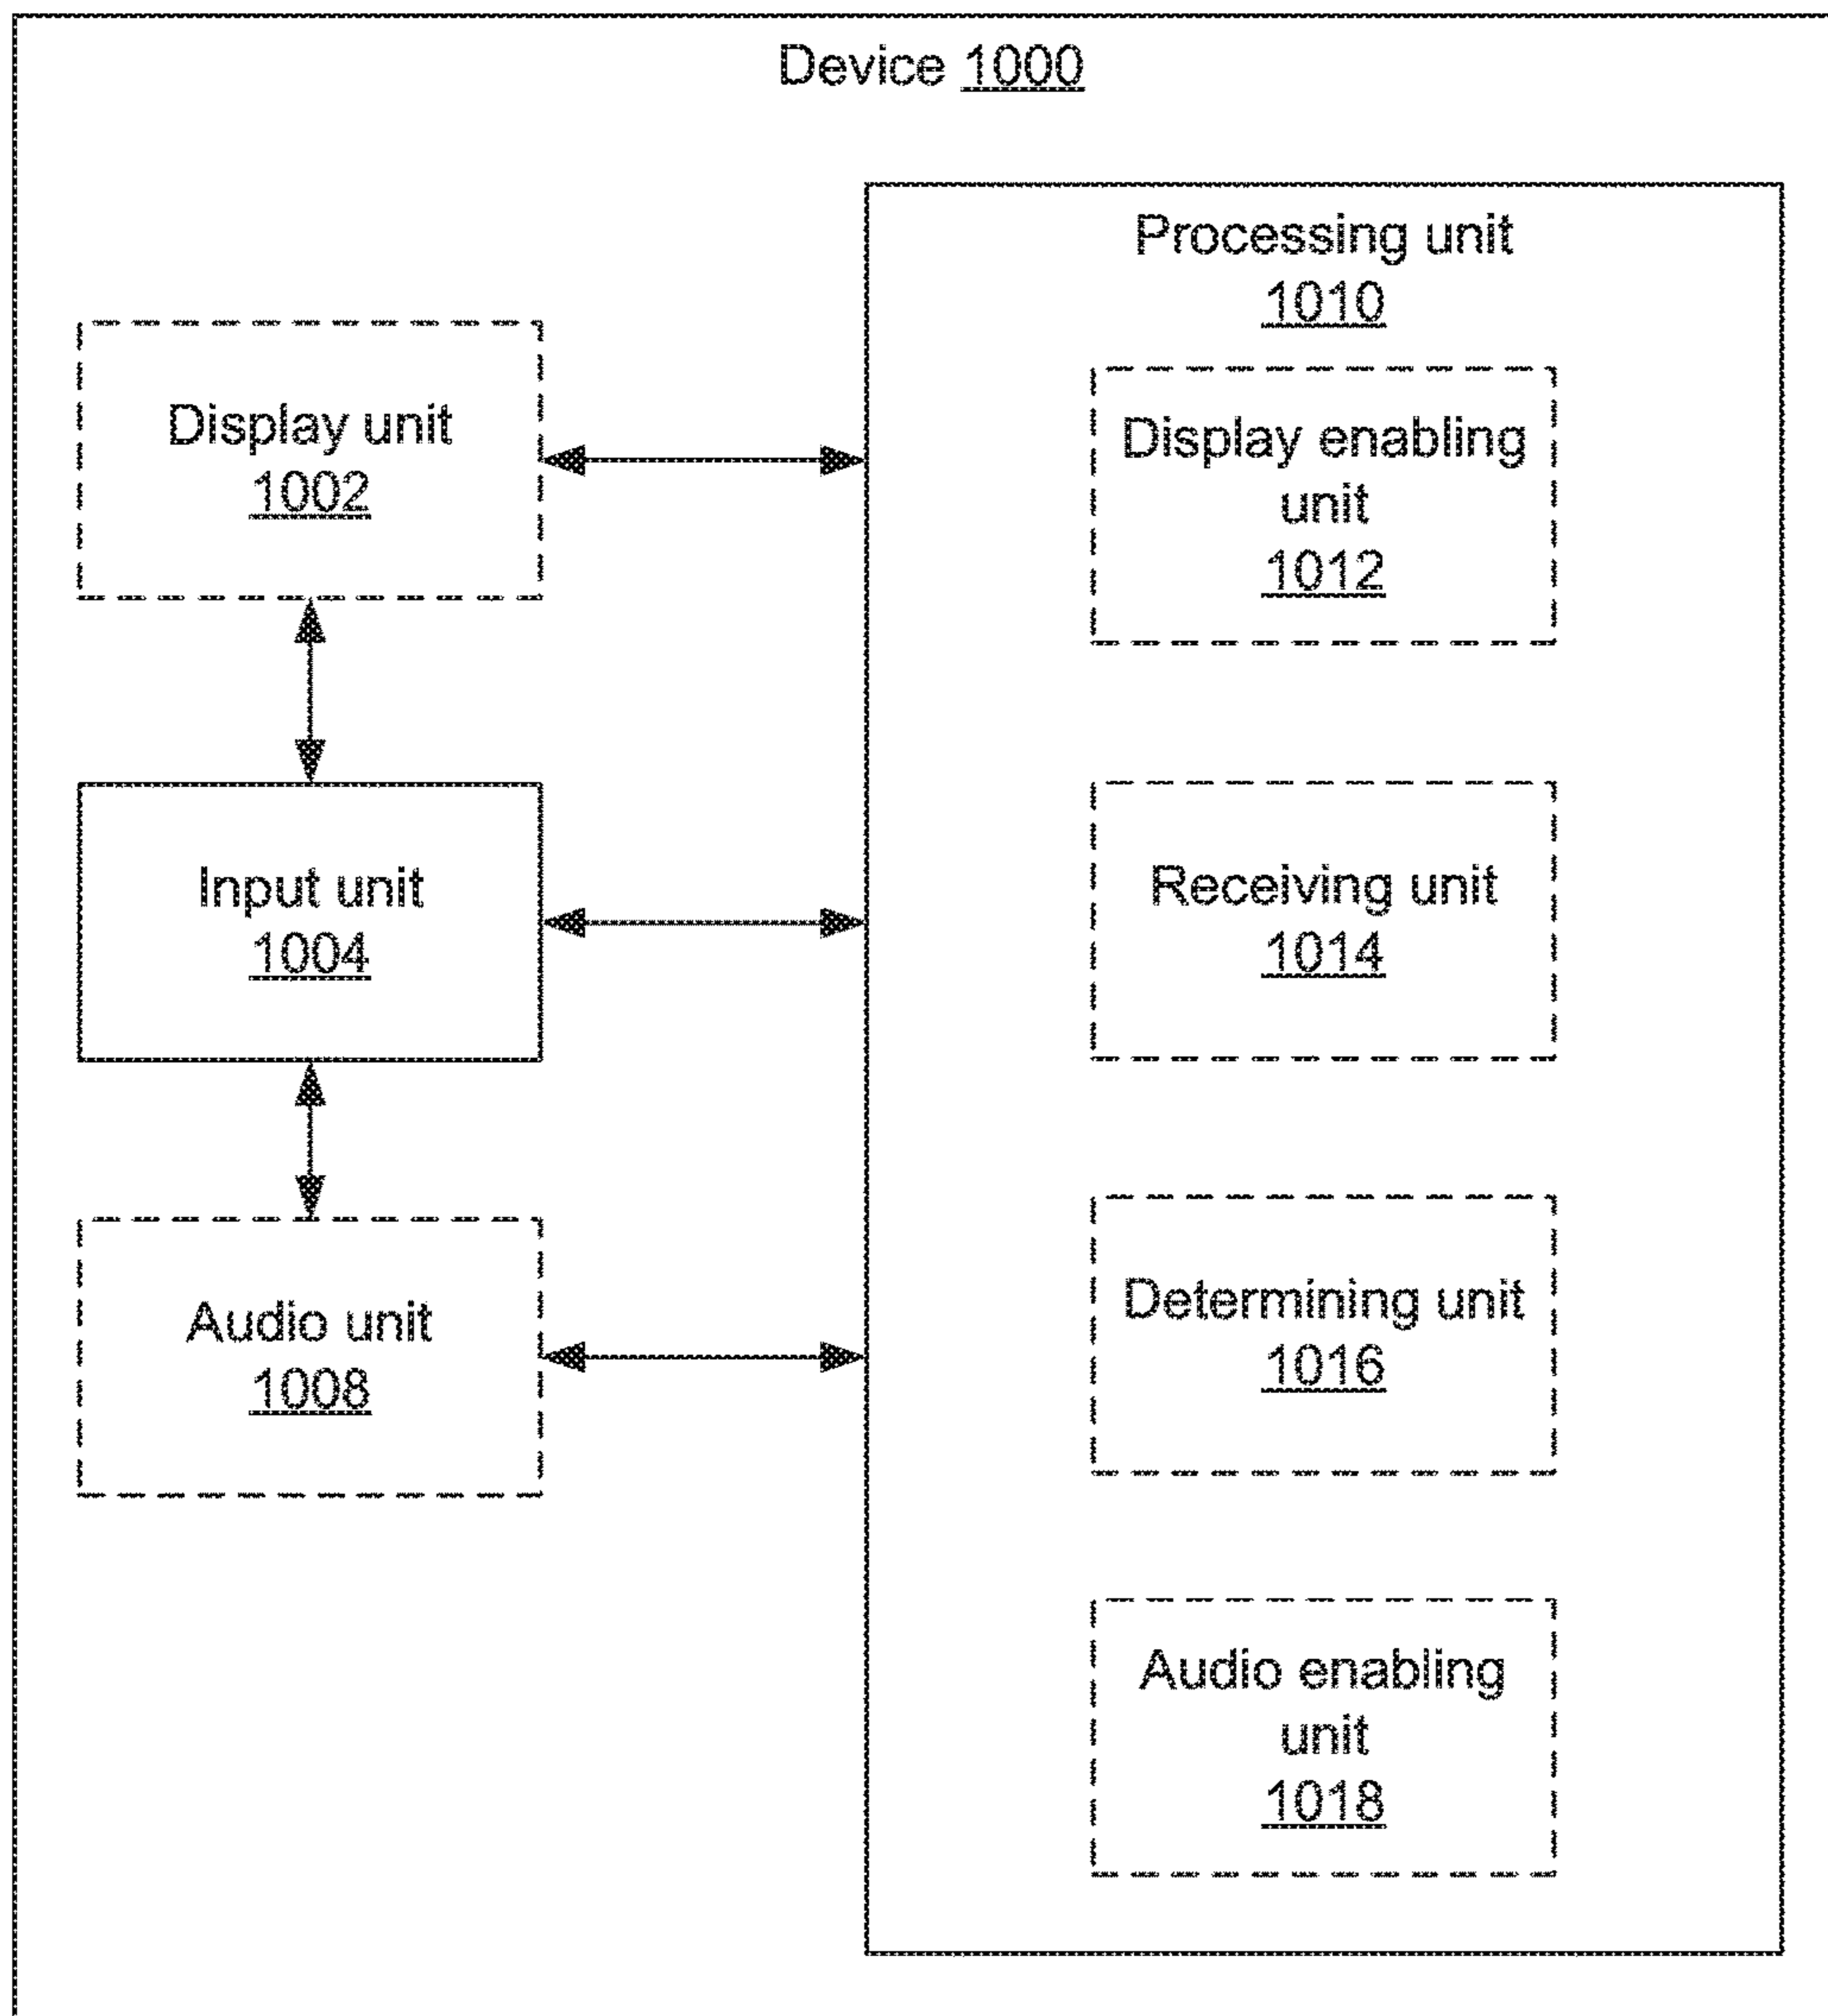 Device 1000
Processing unit
1010
Display unit
1002
Display enabling
unit
1012
Input unit
1004
Receiving unit
1014
Audio unit
1008
Determining unit
1016
Audio enabling
unit
1018